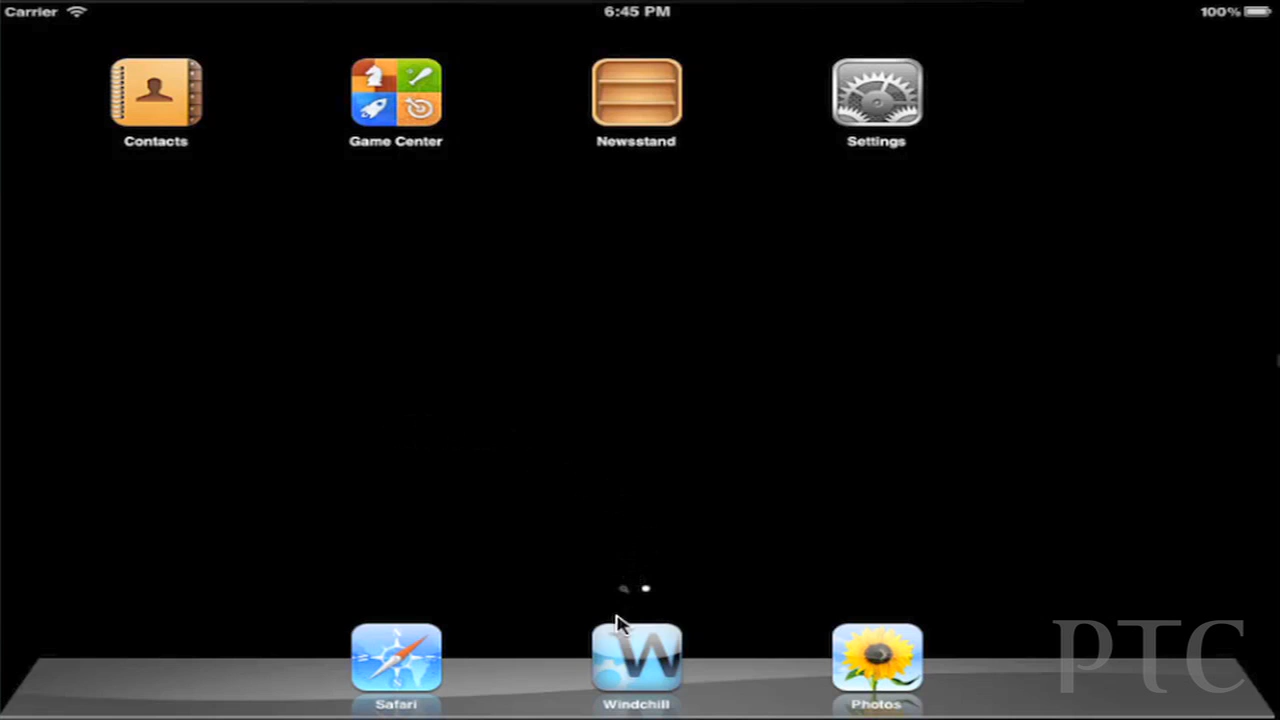 Carrier 6:45 PM 100%
Contacts Game Center Newsstand Settings
W
PTC
Safari Windchill Photos